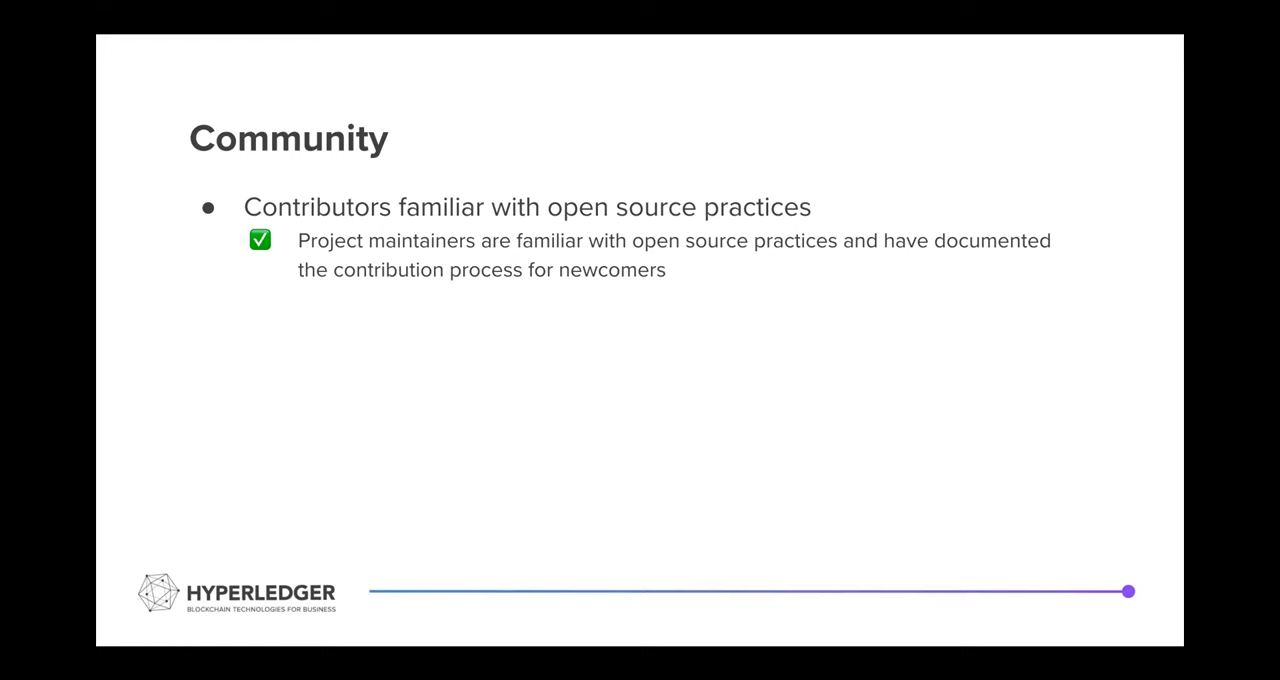 Community
● Contributors familiar with open source practices
✅ Project maintainers are familiar with open source practices and have documented
the contribution process for newcomers
HYPERLEDGER
BLOCKCHAIN TECHNOLOGIES FOR BUSINESS